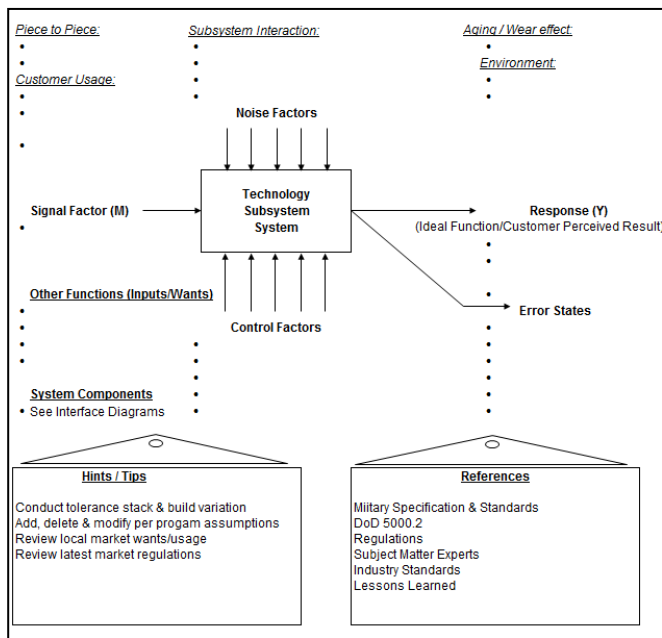 Piece to Piece:
Subsystem Interaction:
Aging / Wear effect:
Environment:
Customer Usage:
Noise Factors
Technology
Subsystem
System
Signal Factor (M)
Response (Y)
(Ideal Function/Customer Perceived Result)
Other Functions (Inputs/Wants)
Error States
Control Factors
System Components
• See Interface Diagrams
Hints / Tips
Conduct tolerance stack & build variation
Add, delete & modify per progam assumptions
Review local market wants/usage
Review latest market regulations
References
Miitary Specification & Standards
DoD 5000.2
Regulations
Subject Matter Experts
Industry Standards
Lessons Learned